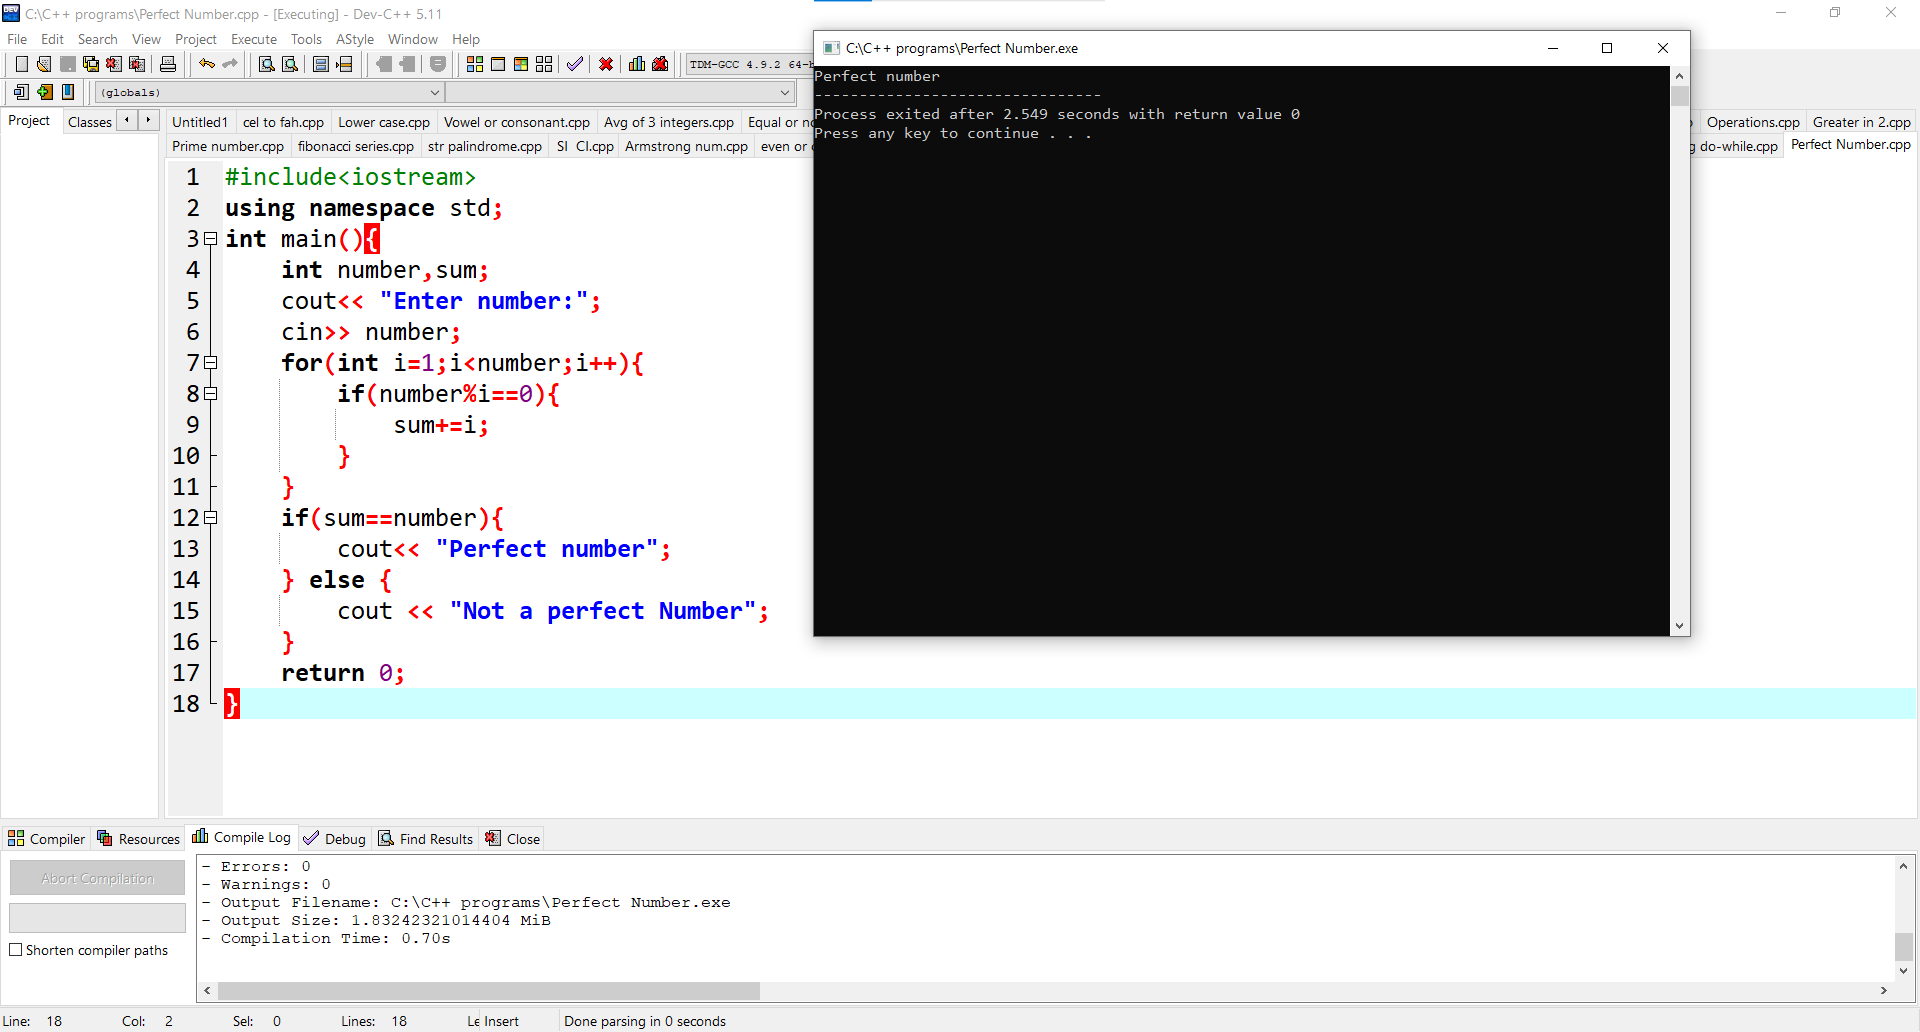 C:\C++ programs\Perfect Number.cpp - [Executing] - Dev-C++ 5.11
File Edit Search View Project Execute Tools AStyle Window Help
TDM-GCC 4.9.2 64-
(globals)
Project Classes
Untitled1 cel to fah.cpp Lower case.cpp Vowel or consonant.cpp Avg of 3 integers.cpp Equal or Operations.cpp Greater in 2.cpp
Prime number.cpp fibonacci series.cpp str palindrome.cpp SI CI.cpp Armstrong num.cpp even or do-while.cpp Perfect Number.cpp
1 #include<iostream>
2 using namespace std;
3 int main(){
4 int number,sum;
5 cout<< "Enter number:";
6 cin>> number;
7 for(int i=1;i<number;i++){
8 if(number%i==0){
9 sum+=i;
10 }
11 }
12 if(sum==number){
13 cout<< "Perfect number";
14 } else {
15 cout << "Not a perfect Number";
16 }
17 return 0;
18 }
C:\C++ programs\Perfect Number.exe
Perfect number
--------------------------------
Process exited after 2.549 seconds with return value 0
Press any key to continue . . .
Compiler Resources Compile Log Debug Find Results Close
Abort Compilation
Shorten compiler paths
- Errors: 0
- Warnings: 0
- Output Filename: C:\C++ programs\Perfect Number.exe
- Output Size: 1.83242321014404 MiB
- Compilation Time: 0.70s
Line: 18 Col: 2 Sel: 0 Lines: 18 Insert Done parsing in 0 seconds